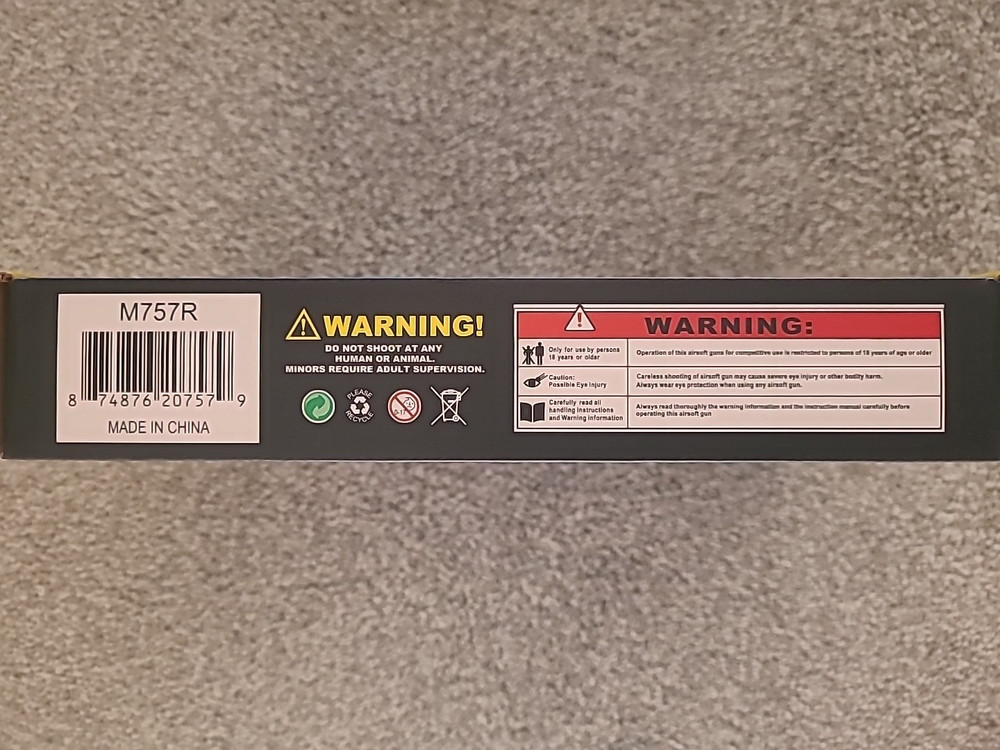 M757R
8 74876 20757 9
MADE IN CHINA
WARNING!
DO NOT SHOOT AT ANY
HUMAN OR ANIMAL.
MINORS REQUIRE ADULT SUPERVISION.
PLEASE
RECYCLE
0-17
WARNING:
Only for use by persons
18 years or oldar
Operation of this airsoft guns for competitive use is restricted to persons of 18 years of age or older
Caution:
Possible Eye Injury
Careless shooting of airsoft gun may cause severe eye injury or other bodity harm.
Always wear eye protection when using any airsoft gun.
Carefully read all
handling instructions
and Warning information
Always read thoroughly the warning information and the instruction manual carefully before
operating this airsoft gun